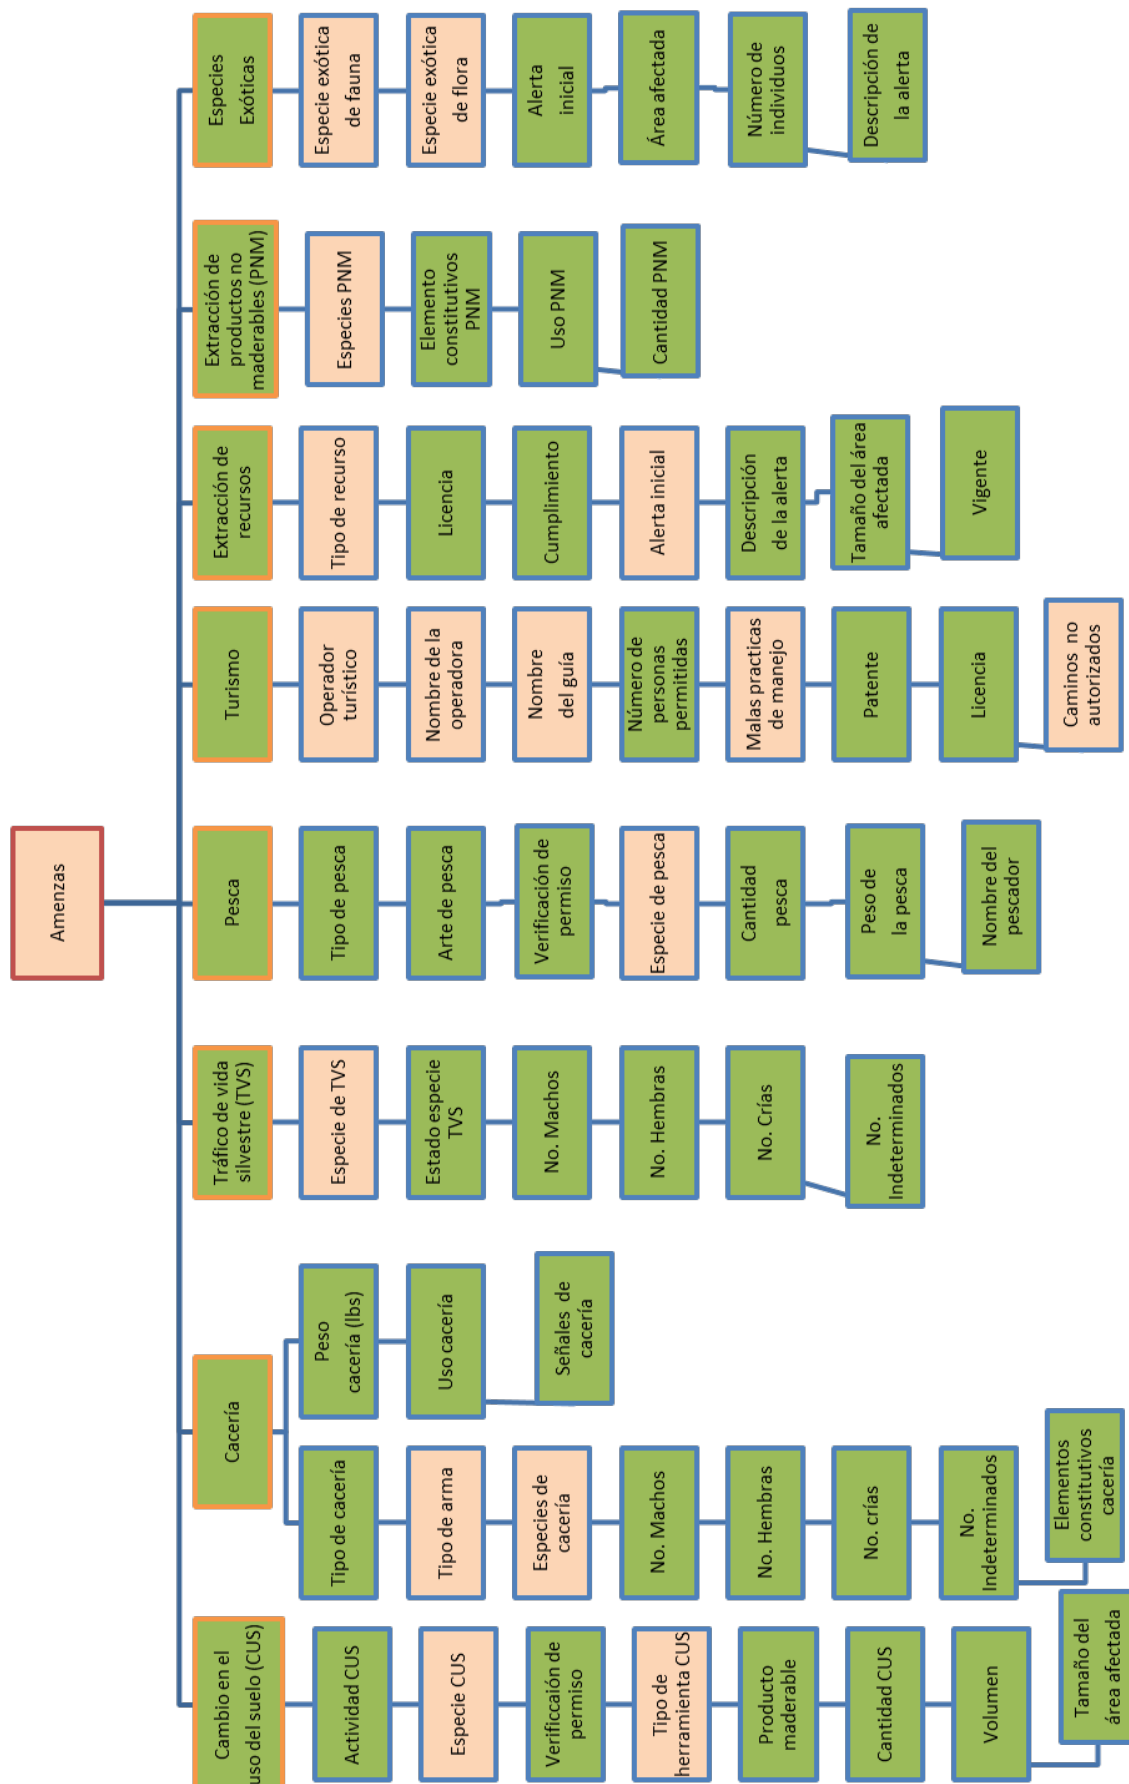 Amenzas
Cambio en el
uso del suelo (CUS)
Actividad CUS
Especie CUS
Verificcaión de
permiso
Tipo de
herramienta CUS
Producto
maderable
Cantidad CUS
Volumen
Tamaño del
área afectada
Cacería
Tipo de cacería
Tipo de arma
Especies de
cacería
No. Machos
No. Hembras
No. crías
No.
Indeterminados
Elementos
constitutivos
cacería
Peso
cacería (lbs)
Uso cacería
Señales de
cacería
Tráfico de vida
silvestre (TVS)
Especie de TVS
Estado especie
TVS
No. Machos
No. Hembras
No. Crías
No.
Indeterminados
Pesca
Tipo de pesca
Arte de pesca
Verificación de
permiso
Especie de pesca
Cantidad
pesca
Peso de
la pesca
Nombre del
pescador
Turismo
Operador
turístico
Nombre de la
operadora
Nombre
del guía
Número de
personas
permitidas
Malas practicas
de manejo
Patente
Licencia
Caminos no
autorizados
Extracción de
recursos
Tipo de recurso
Licencia
Cumplimiento
Alerta inicial
Descripción
de la alerta
Tamaño del área
afectada
Vigente
Extracción de
productos no
maderables (PNM)
Especies PNM
Elemento
constitutivos
PNM
Uso PNM
Cantidad PNM
Especies
Exóticas
Especie exótica
de fauna
Especie exótica
de flora
Alerta
inicial
Área afectada
Número de
individuos
Descripción de
la alerta